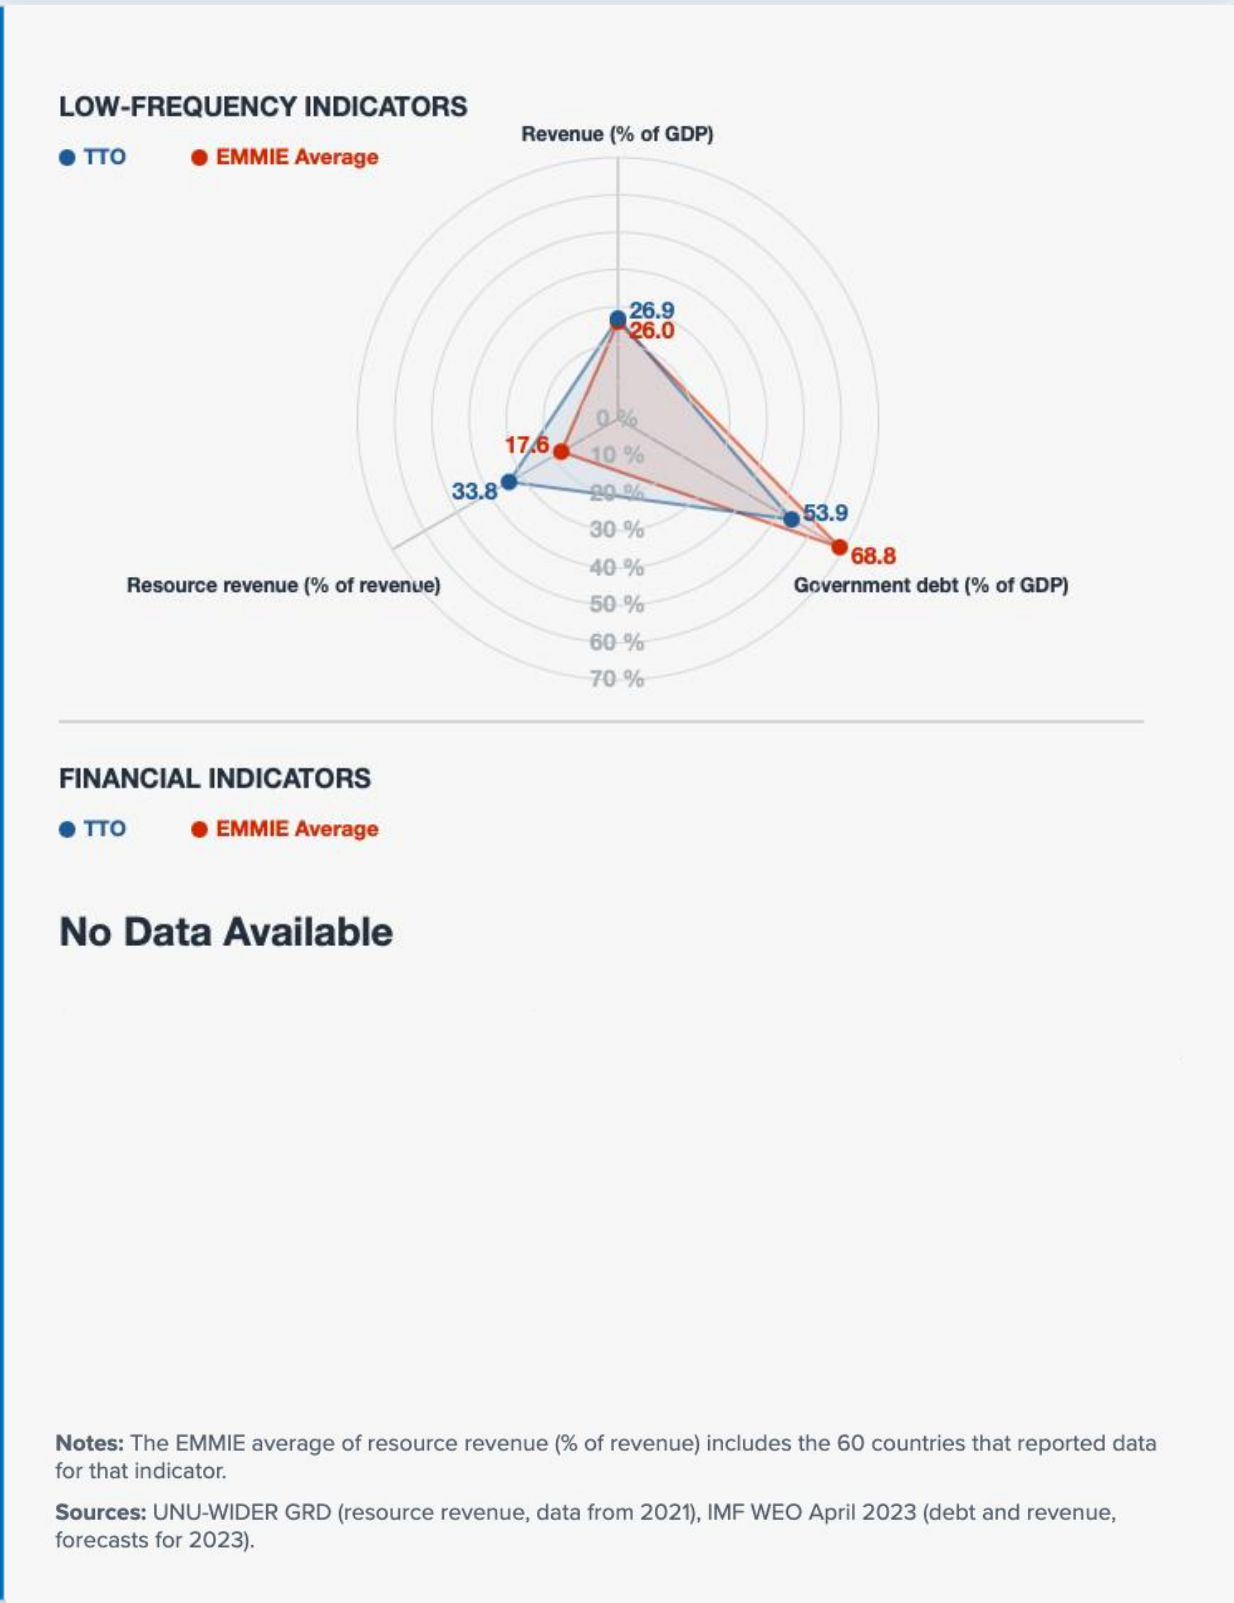 LOW-FREQUENCY INDICATORS
TTO
EMMIE Average
Revenue (% of GDP)
26.9
26.0
0 %
17.6
10 %
33.8
20 %
53.9
30 %
68.8
40 %
Resource revenue (% of revenue)
Government debt (% of GDP)
50 %
60 %
70 %
FINANCIAL INDICATORS
TTO
EMMIE Average
No Data Available
Notes: The EMMIE average of resource revenue (% of revenue) includes the 60 countries that reported data
for that indicator.
Sources: UNU-WIDER GRD (resource revenue, data from 2021), IMF WEO April 2023 (debt and revenue,
forecasts for 2023).